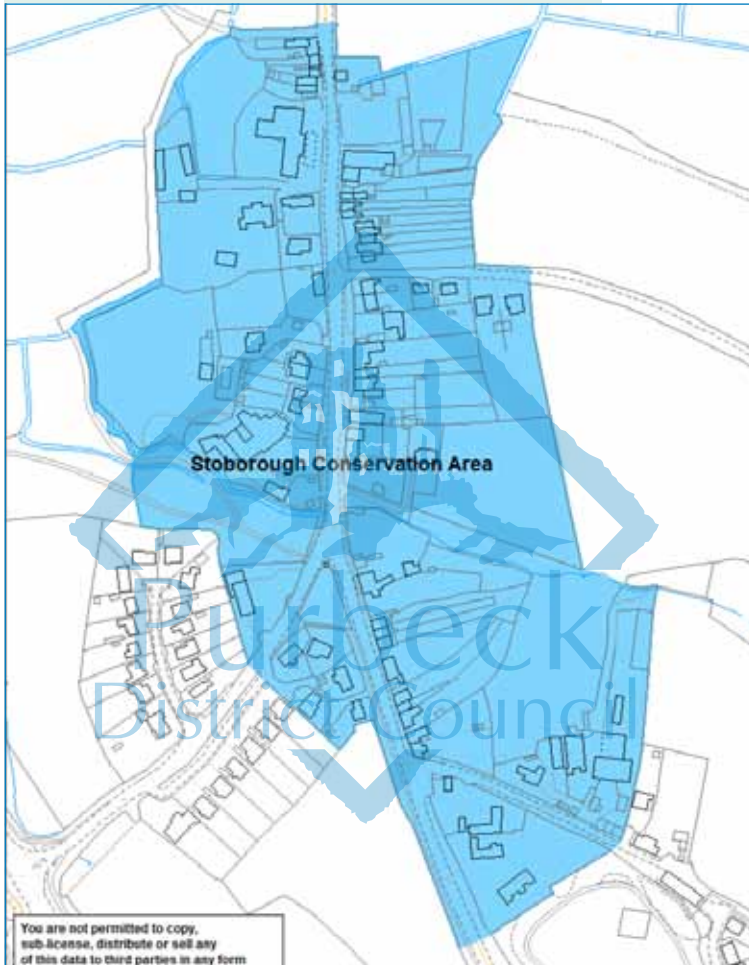 Stoborough Conservation Area
Purbeck
District Council
You are not permitted to copy,
sub-license, distribute or sell any
of this data to third parties in any form